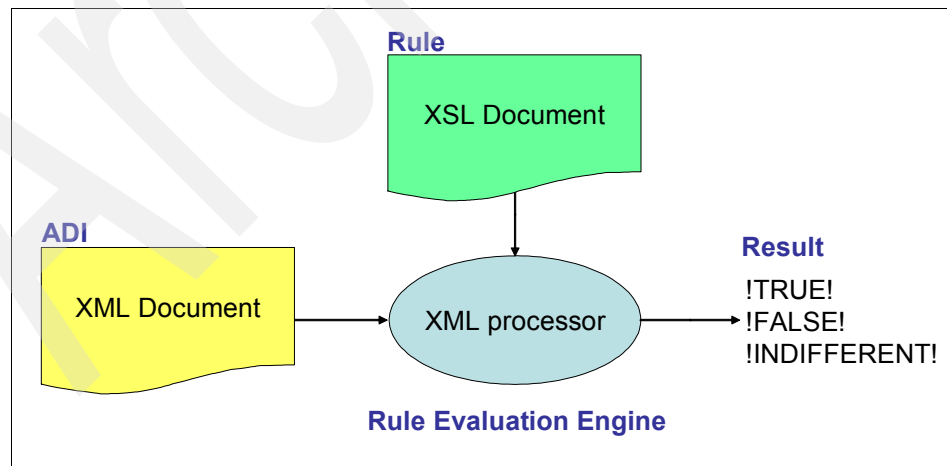 Rule
XSL Document
ADI
XML Document
XML processor
Result
!TRUE!
!FALSE!
!INDIFFERENT!
Rule Evaluation Engine